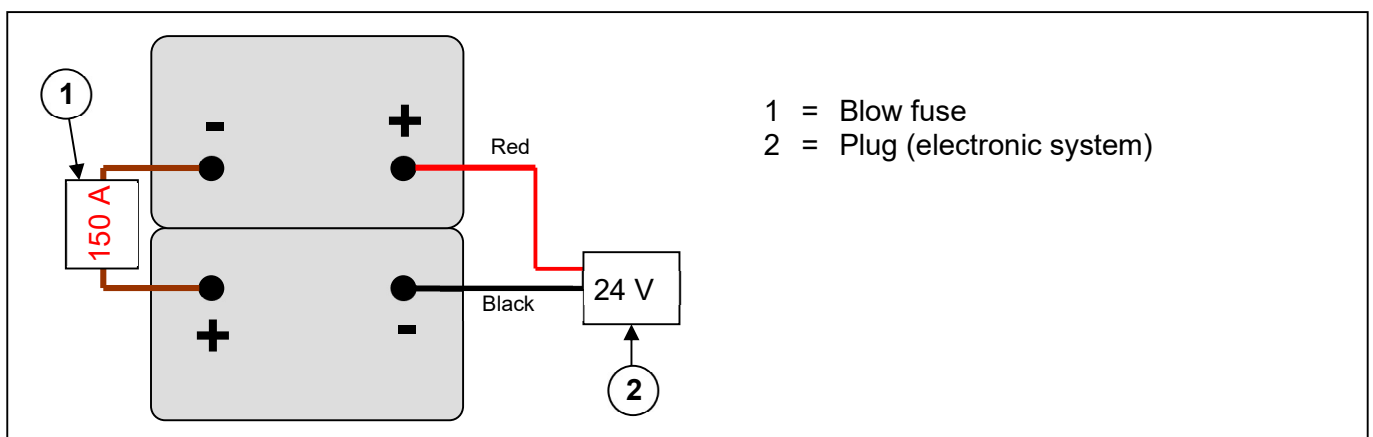 1
- +
Red
150 A
24 V
Black
+ -
2
1 = Blow fuse
2 = Plug (electronic system)